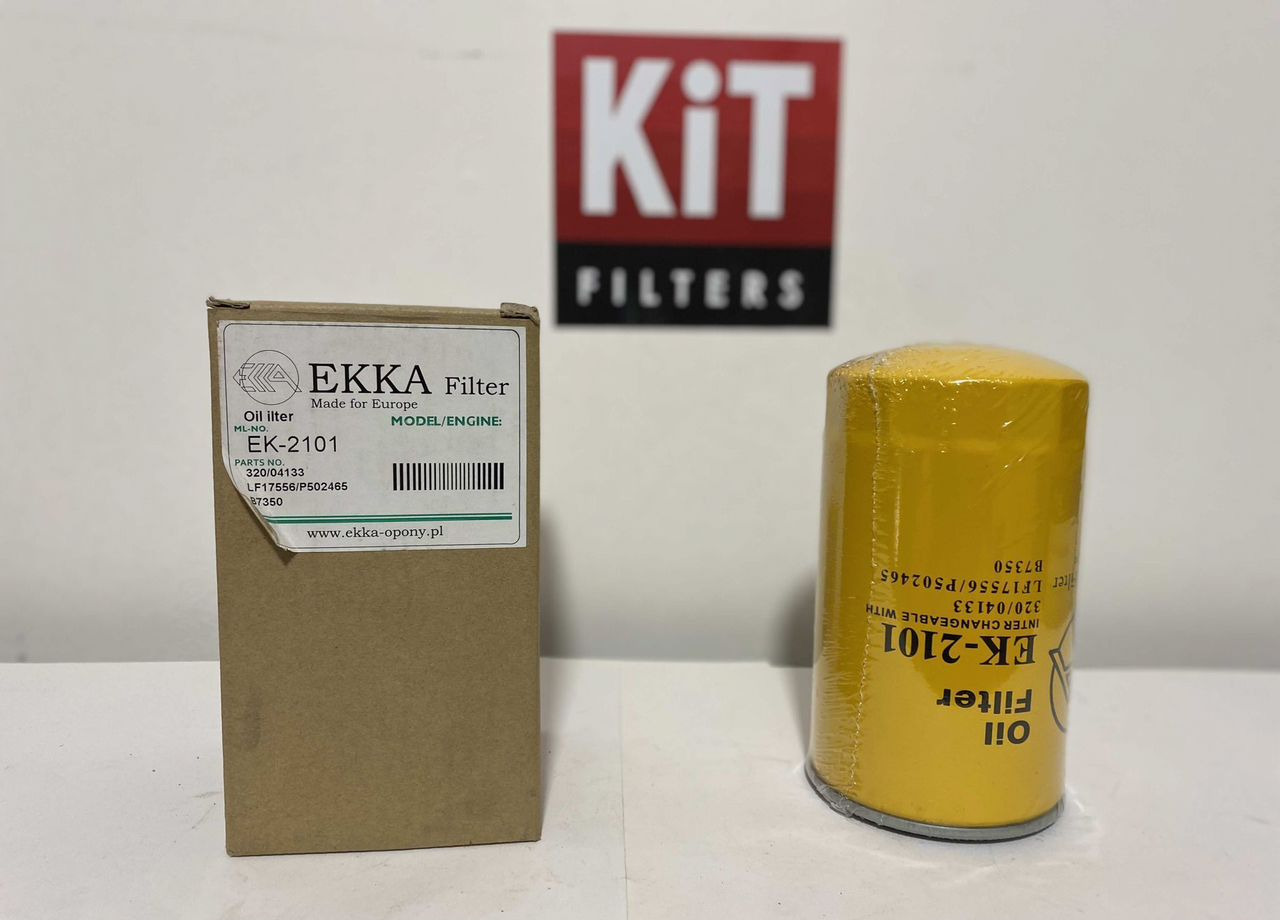 KiT
FILTERS
EKKA
EKKA Filter
Made for Europe
Oil ilter
MODEL/ENGINE:
ML-NO.
EK-2101
PARTS NO.
320/04133
LF17556/P502465
B7350
www.ekka-opony.pl
Oil
Filter
EK-2101
INTER CHANGEABLE WITH
320/04133
LF17556/P502465
B7350
Filter